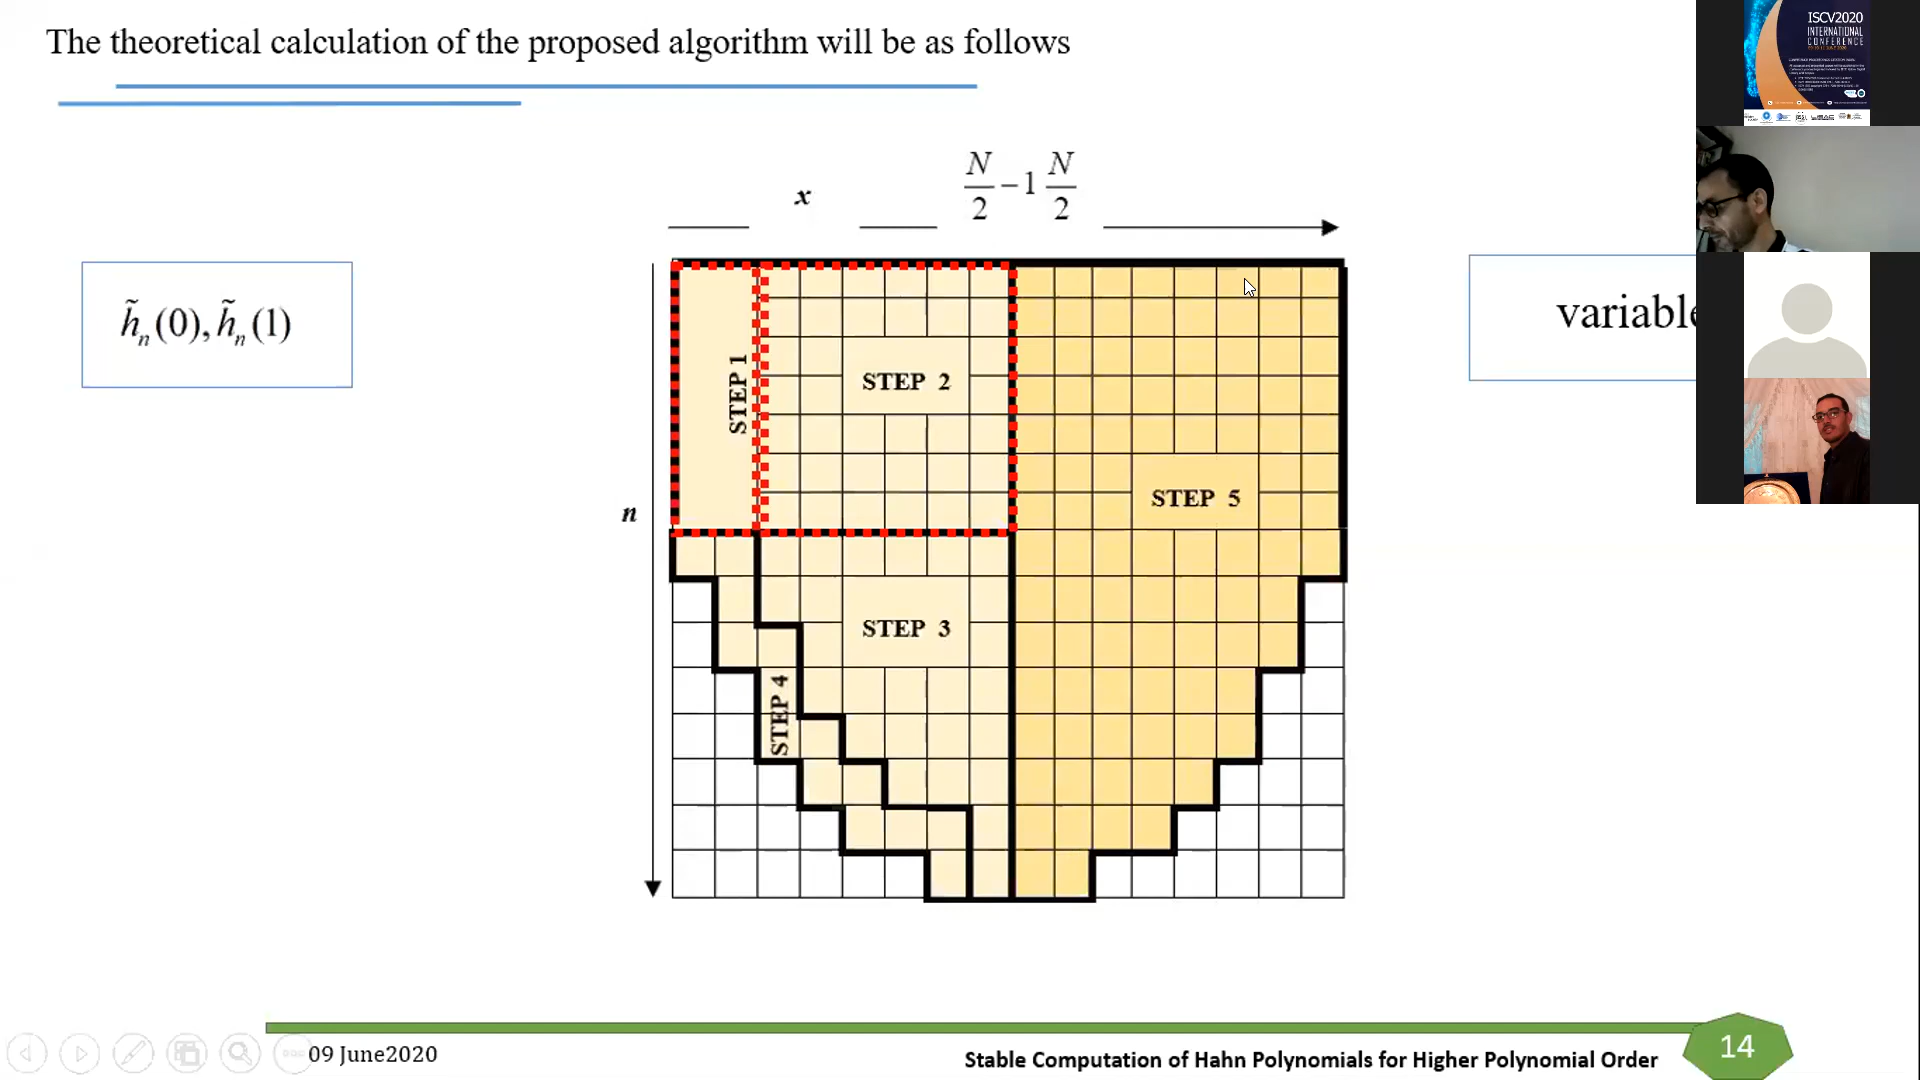 The theoretical calculation of the proposed algorithm will be as follows
x
N/2 − 1 N/2
h̃ₙ(0), h̃ₙ(1)
variable
STEP 1
STEP 2
STEP 5
n
STEP 3
STEP 4
09 June2020
Stable Computation of Hahn Polynomials for Higher Polynomial Order
14
ISCV2020
INTERNATIONAL
CONFERENCE